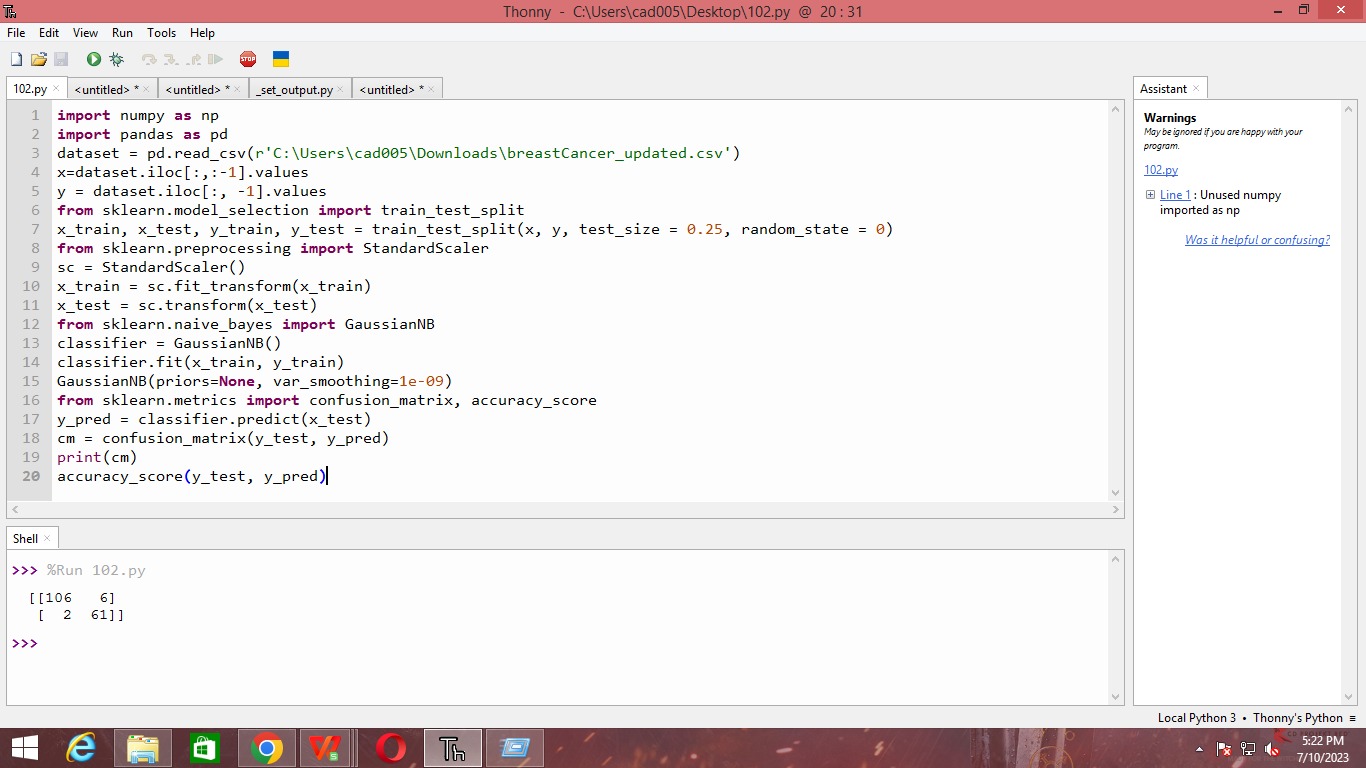 Thonny - C:\Users\cad005\Desktop\102.py @ 20 : 31
File Edit View Run Tools Help
STOP
102.py × <untitled> * × <untitled> * × _set_output.py × <untitled> * ×
1 import numpy as np
2 import pandas as pd
3 dataset = pd.read_csv(r'C:\Users\cad005\Downloads\breastCancer_updated.csv')
4 x=dataset.iloc[:,:-1].values
5 y = dataset.iloc[:, -1].values
6 from sklearn.model_selection import train_test_split
7 x_train, x_test, y_train, y_test = train_test_split(x, y, test_size = 0.25, random_state = 0)
8 from sklearn.preprocessing import StandardScaler
9 sc = StandardScaler()
10 x_train = sc.fit_transform(x_train)
11 x_test = sc.transform(x_test)
12 from sklearn.naive_bayes import GaussianNB
13 classifier = GaussianNB()
14 classifier.fit(x_train, y_train)
15 GaussianNB(priors=None, var_smoothing=1e-09)
16 from sklearn.metrics import confusion_matrix, accuracy_score
17 y_pred = classifier.predict(x_test)
18 cm = confusion_matrix(y_test, y_pred)
19 print(cm)
20 accuracy_score(y_test, y_pred)
Shell ×
>>> %Run 102.py
[[106   6]
 [  2  61]]
>>>
Assistant ×
Warnings
May be ignored if you are happy with your
program.
102.py
Line 1 : Unused numpy
imported as np
Was it helpful or confusing?
Local Python 3 • Thonny's Python ≡
Th
5:22 PM
7/10/2023